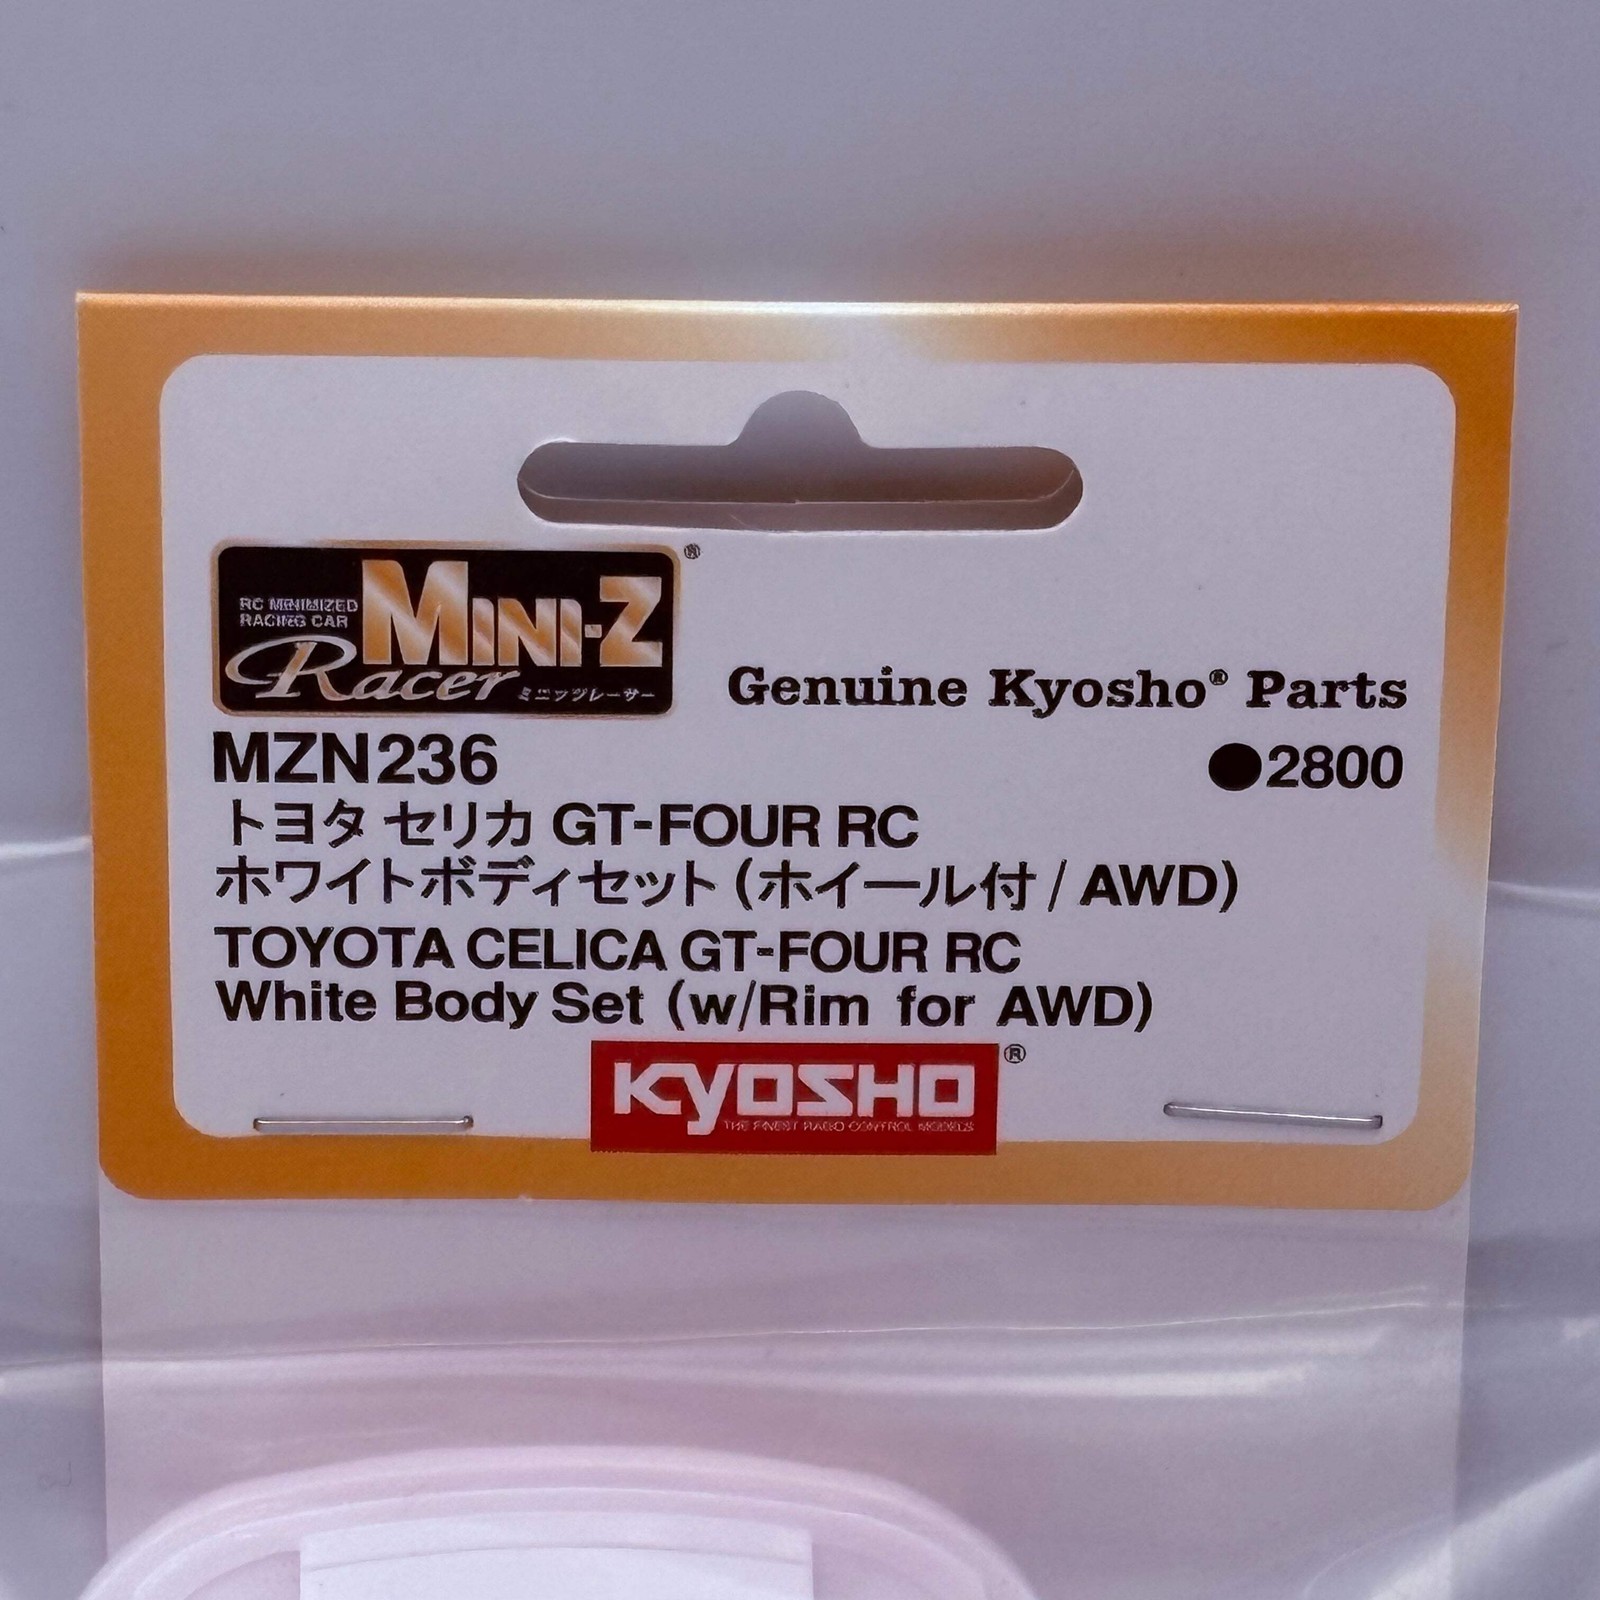 RC MINIMIZED
RACING CAR
MINI-Z®
Racer ミニッツレーサー
Genuine Kyosho® Parts
MZN236 ●2800
トヨタ セリカ GT-FOUR RC
ホワイトボディセット (ホイール付 / AWD)
TOYOTA CELICA GT-FOUR RC
White Body Set (w/Rim for AWD)
KYOSHO®
THE FINEST RADIO CONTROL MODELS